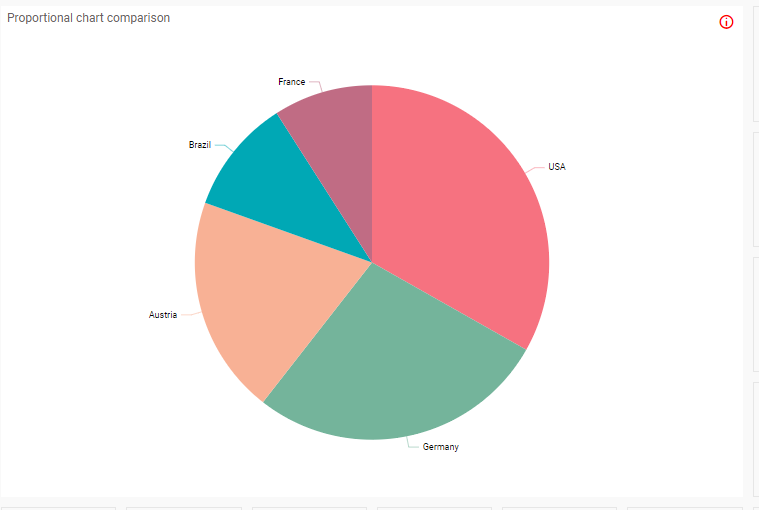 Proportional chart comparison
France
Brazil
USA
Austria
Germany